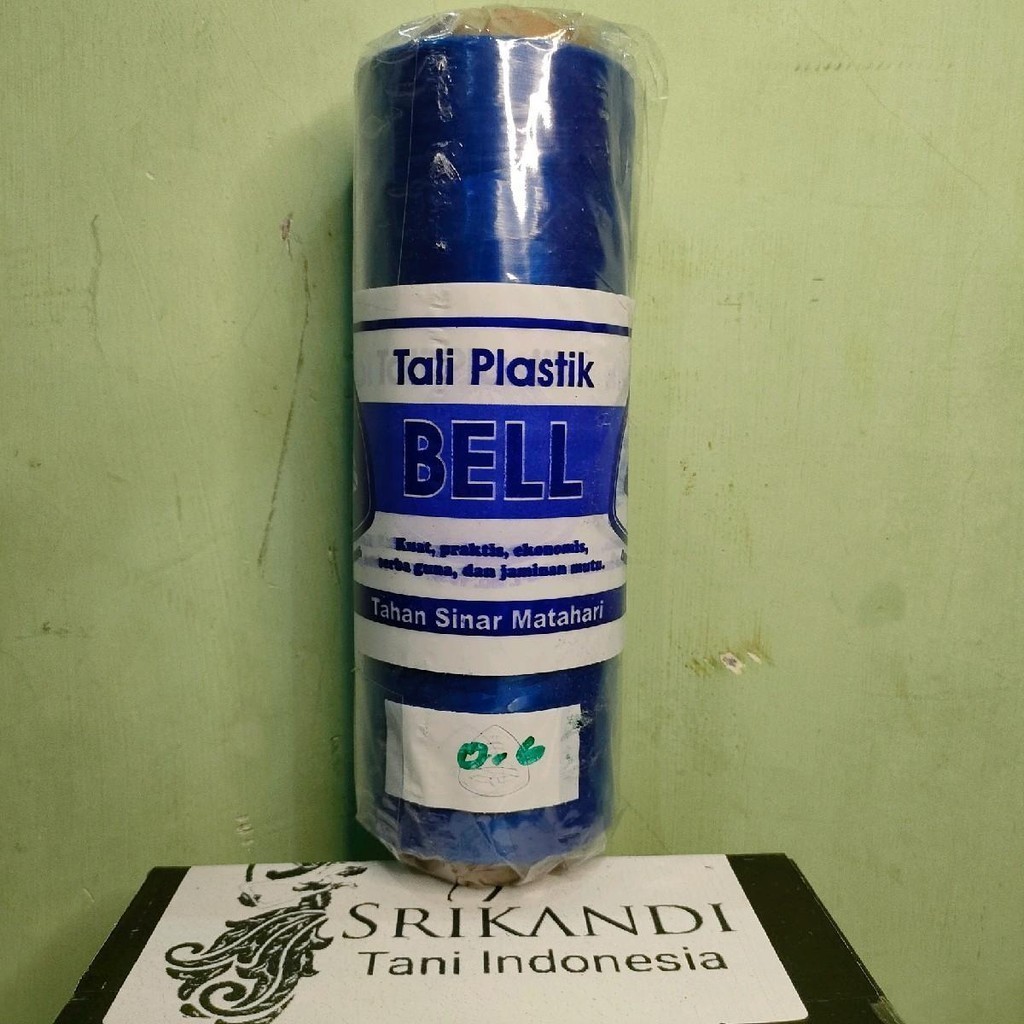 Tali Plastik
BELL
Kuat, praktis, ekonomis,
serba guna, dan jaminan mutu.
Tahan Sinar Matahari
0.6
SRIKANDI
Tani Indonesia